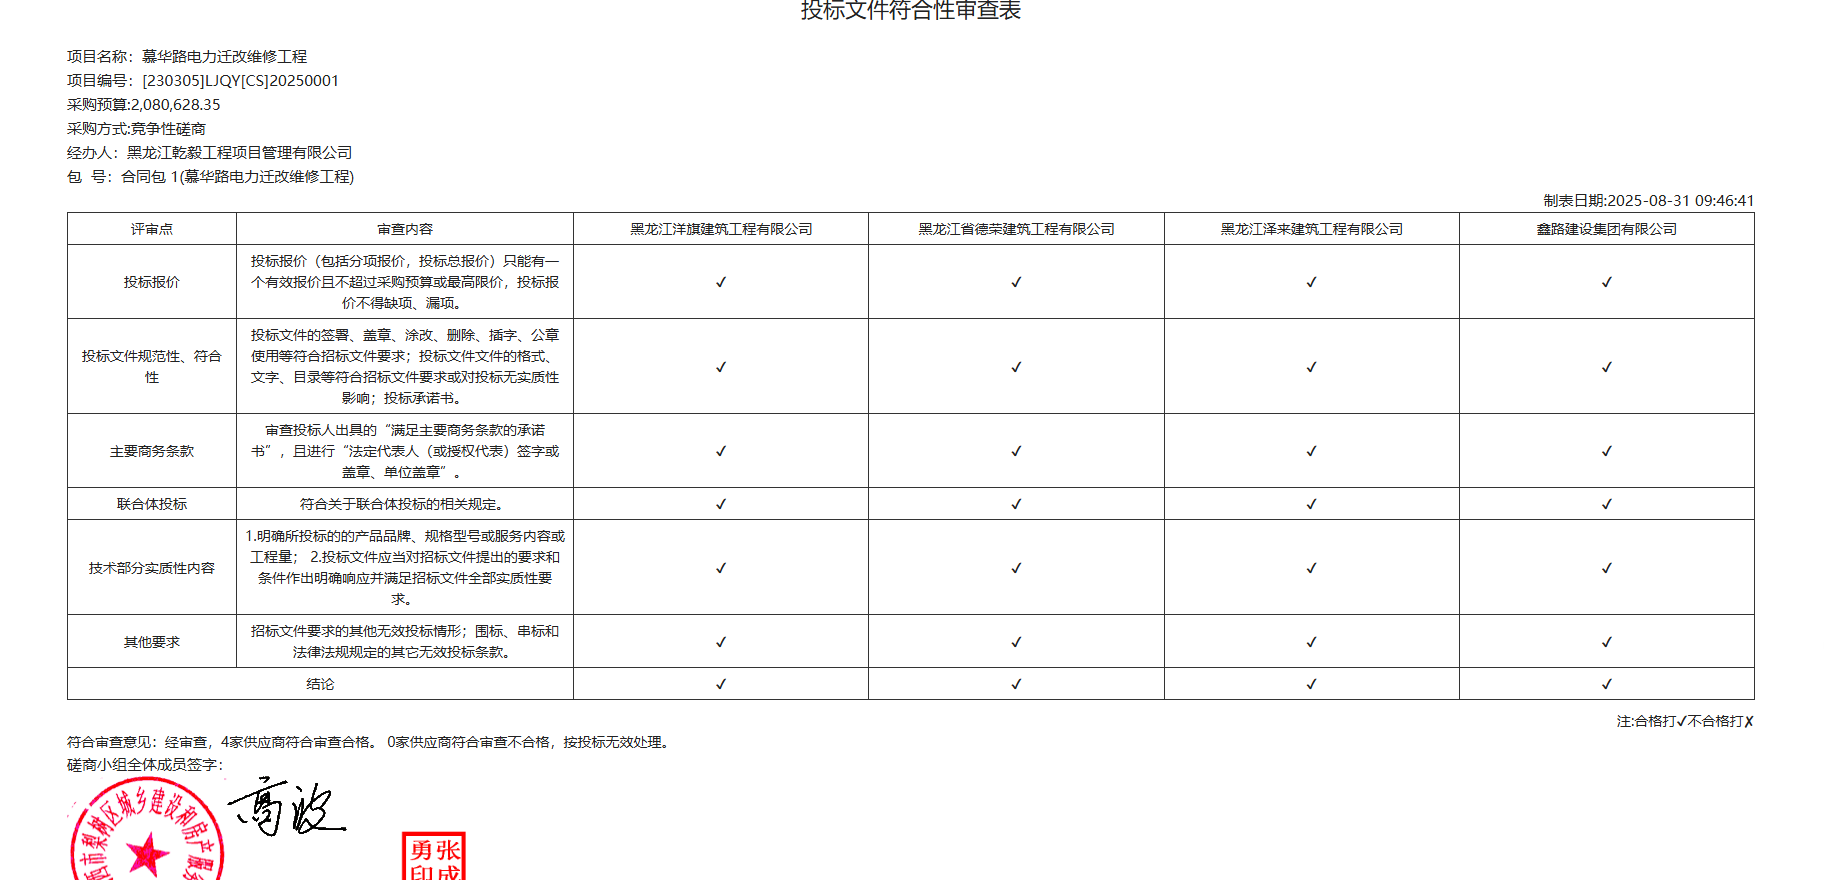 投标文件符合性审查表
项目名称：慕华路电力迁改维修工程
项目编号：[230305]LJQY[CS]20250001
采购预算:2,080,628.35
采购方式:竞争性磋商
经办人：黑龙江乾毅工程项目管理有限公司
包 号：合同包 1(慕华路电力迁改维修工程)
制表日期:2025-08-31 09:46:41
评审点 审查内容 黑龙江洋旗建筑工程有限公司 黑龙江省德荣建筑工程有限公司 黑龙江泽来建筑工程有限公司 鑫路建设集团有限公司
投标报价（包括分项报价，投标总报价）只能有一
投标报价 个有效报价且不超过采购预算或最高限价，投标报 ✓ ✓ ✓ ✓
价不得缺项、漏项。
投标文件的签署、盖章、涂改、删除、插字、公章
投标文件规范性、符合 使用等符合招标文件要求；投标文件文件的格式、 ✓ ✓ ✓ ✓
性 文字、目录等符合招标文件要求或对投标无实质性
影响；投标承诺书。
审查投标人出具的“满足主要商务条款的承诺
主要商务条款 书”，且进行“法定代表人（或授权代表）签字或 ✓ ✓ ✓ ✓
盖章、单位盖章”。
联合体投标 符合关于联合体投标的相关规定。 ✓ ✓ ✓ ✓
1.明确所投标的的产品品牌、规格型号或服务内容或
技术部分实质性内容 工程量； 2.投标文件应当对招标文件提出的要求和 ✓ ✓ ✓ ✓
条件作出明确响应并满足招标文件全部实质性要
求。
其他要求 招标文件要求的其他无效投标情形；围标、串标和 ✓ ✓ ✓ ✓
法律法规规定的其它无效投标条款。
结论 ✓ ✓ ✓ ✓
注:合格打✓不合格打✗
符合审查意见：经审查，4家供应商符合审查合格。 0家供应商符合审查不合格，按投标无效处理。
磋商小组全体成员签字：
高波
市梨树区城乡建设和房产服
张成
勇印